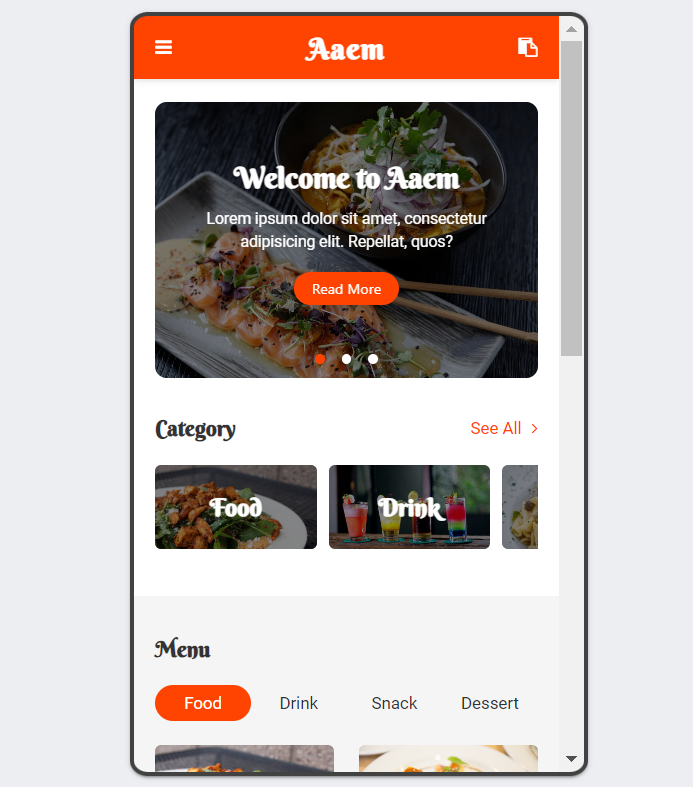 Aaem
Welcome to Aaem
Lorem ipsum dolor sit amet, consectetur
adipisicing elit. Repellat, quos?
Read More
Category
See All
Food
Drink
Menu
Food
Drink
Snack
Dessert